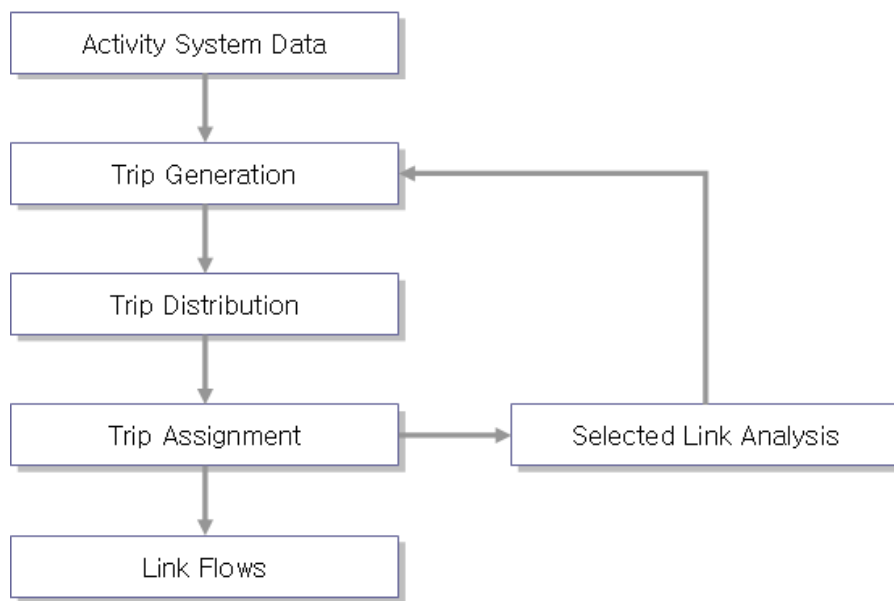 Activity System Data
Trip Generation
Trip Distribution
Trip Assignment
Selected Link Analysis
Link Flows